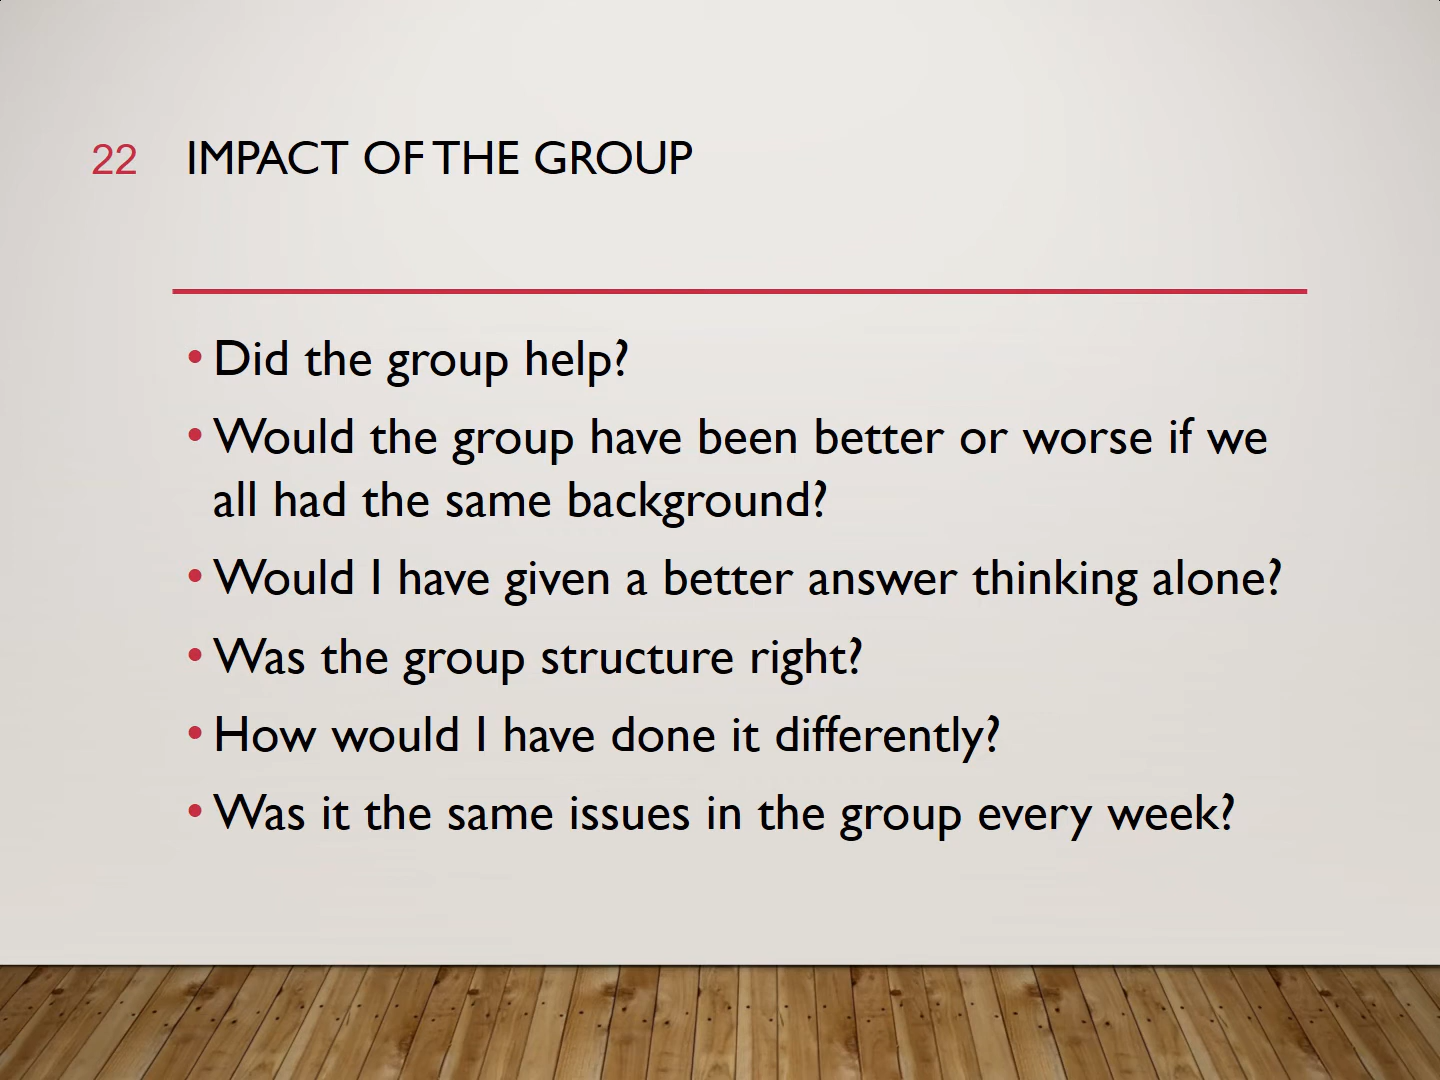 22 IMPACT OF THE GROUP
• Did the group help?
• Would the group have been better or worse if we
all had the same background?
• Would I have given a better answer thinking alone?
• Was the group structure right?
• How would I have done it differently?
• Was it the same issues in the group every week?